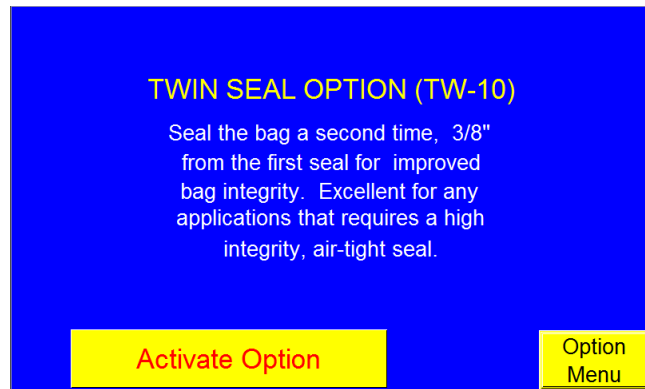 TWIN SEAL OPTION (TW-10)
Seal the bag a second time, 3/8"
from the first seal for improved
bag integrity. Excellent for any
applications that requires a high
integrity, air-tight seal.
Activate Option
Option
Menu